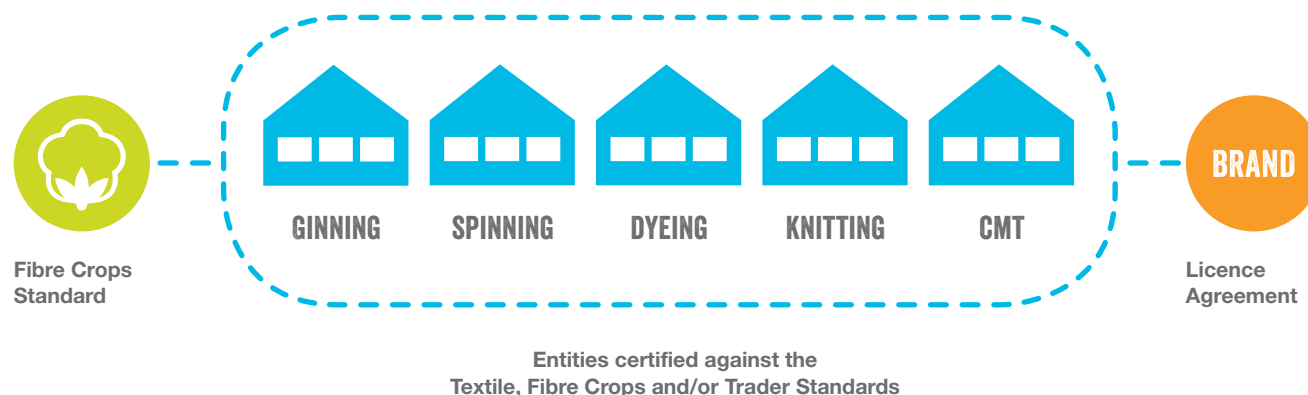 BRAND
GINNING
SPINNING
DYEING
KNITTING
CMT
Fibre Crops
Standard
Licence
Agreement
Entities certified against the
Textile, Fibre Crops and/or Trader Standards